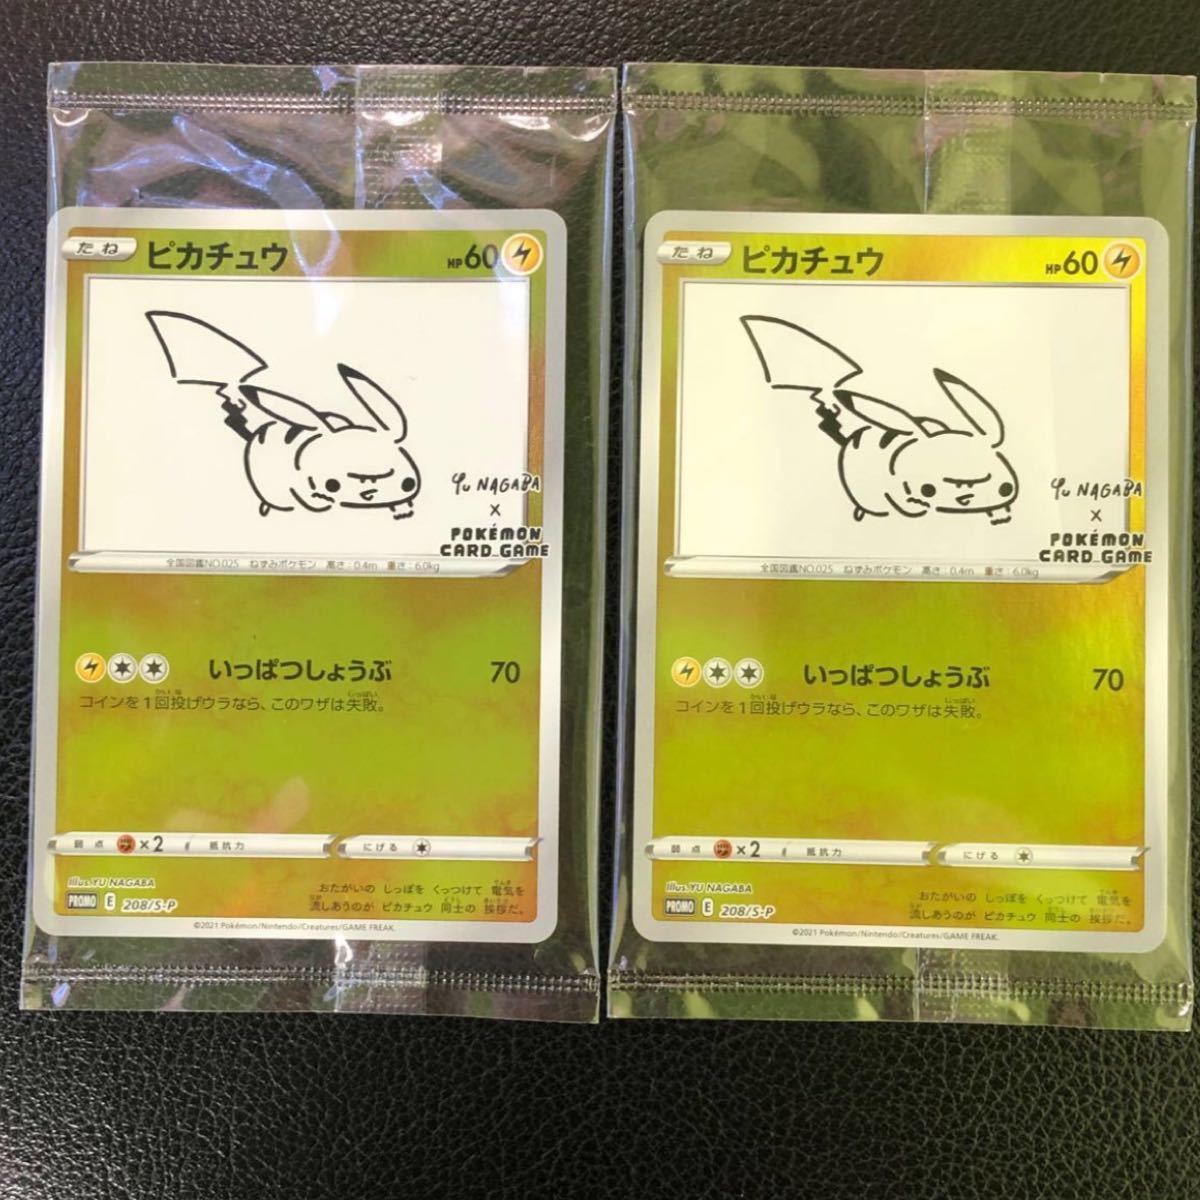 たね ピカチュウ HP60
Yu NAGABA
×
POKÉMON
CARD GAME
全国図鑑NO.025 ねずみポケモン 高さ:0.4m 重さ:6.0kg
いっぱつしょうぶ 70
コインを1回投げウラなら、このワザは失敗。
弱点 ×2 抵抗力 にげる
Illus. YU NAGABA
おたがいの しっぽを くっつけて 電気を
流しあうのが ピカチュウ 同士の 挨拶だ。
PROMO E 208/S-P
©2021 Pokémon/Nintendo/Creatures/GAME FREAK.
たね ピカチュウ HP60
Yu NAGABA
×
POKÉMON
CARD GAME
全国図鑑NO.025 ねずみポケモン 高さ:0.4m 重さ:6.0kg
いっぱつしょうぶ 70
コインを1回投げウラなら、このワザは失敗。
弱点 ×2 抵抗力 にげる
Illus. YU NAGABA
おたがいの しっぽを くっつけて 電気を
流しあうのが ピカチュウ 同士の 挨拶だ。
PROMO E 208/S-P
©2021 Pokémon/Nintendo/Creatures/GAME FREAK.